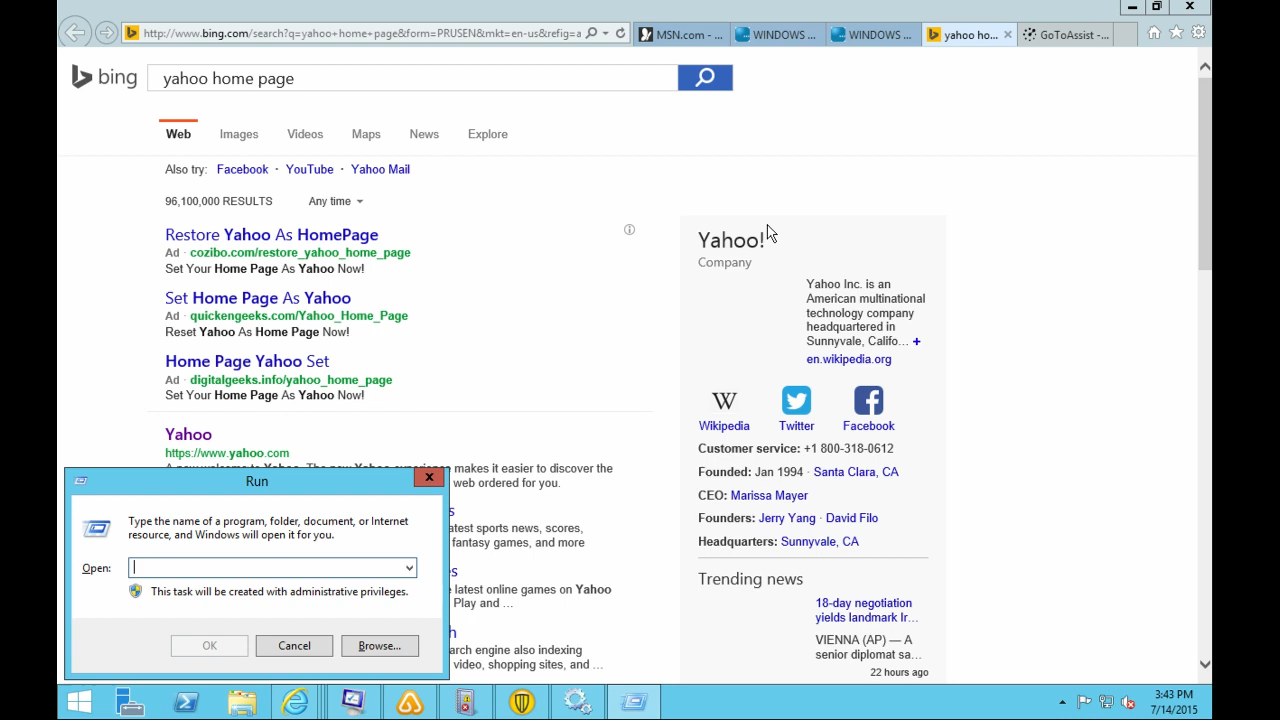 http://www.bing.com/search?q=yahoo+home+page&form=PRUSEN&mkt=en-us&refig=a
MSN.com - ...
WINDOWS ...
WINDOWS ...
yahoo ho...
GoToAssist -...
bing
yahoo home page
Web
Images
Videos
Maps
News
Explore
Also try: Facebook · YouTube · Yahoo Mail
96,100,000 RESULTS
Any time
Restore Yahoo As HomePage
Ad · cozibo.com/restore_yahoo_home_page
Set Your Home Page As Yahoo Now!
Set Home Page As Yahoo
Ad · quickengeeks.com/Yahoo_Home_Page
Reset Yahoo As Home Page Now!
Home Page Yahoo Set
Ad · digitalgeeks.info/yahoo_home_page
Set Your Home Page As Yahoo Now!
Yahoo
https://www.yahoo.com
makes it easier to discover the
web ordered for you.
s
atest sports news, scores,
fantasy games, and more
es
latest online games on Yahoo
Play and ...
h
arch engine also indexing
video, shopping sites, and ...
Yahoo!
Company
Yahoo Inc. is an
American multinational
technology company
headquartered in
Sunnyvale, Califo... +
en.wikipedia.org
W
Wikipedia
Twitter
Facebook
Customer service: +1 800-318-0612
Founded: Jan 1994 · Santa Clara, CA
CEO: Marissa Mayer
Founders: Jerry Yang · David Filo
Headquarters: Sunnyvale, CA
Trending news
18-day negotiation
yields landmark Ir...
VIENNA (AP) — A
senior diplomat sa...
22 hours ago
Run
Type the name of a program, folder, document, or Internet
resource, and Windows will open it for you.
Open:
This task will be created with administrative privileges.
OK
Cancel
Browse...
3:43 PM
7/14/2015